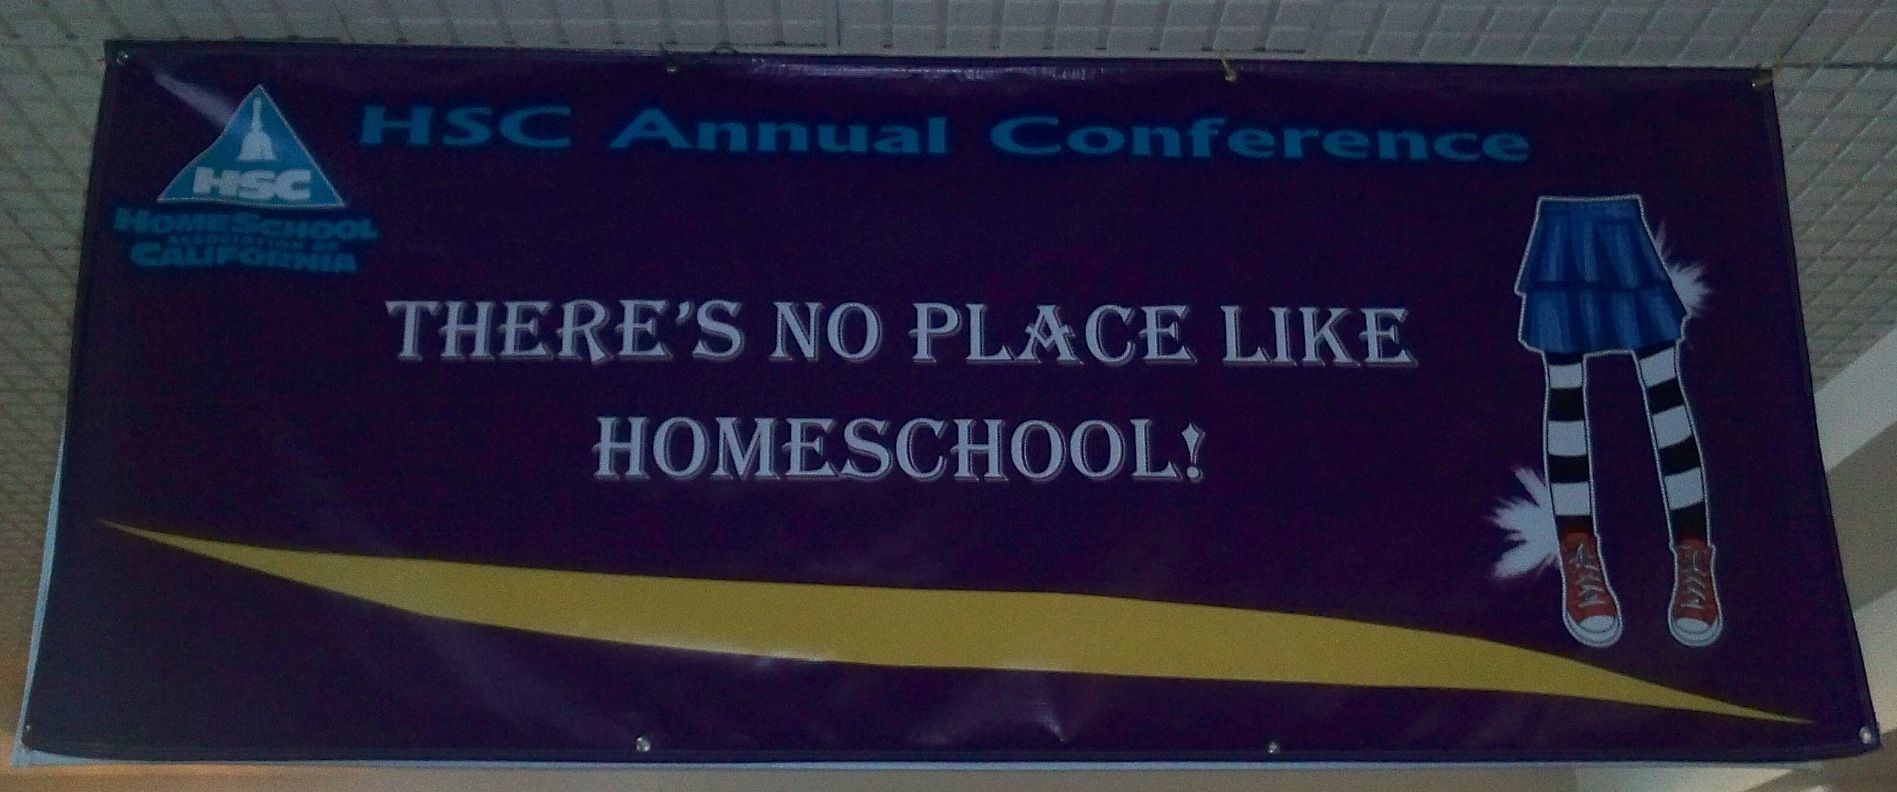 HSC Annual Conference
HSC
HOMESCHOOL
ASSOCIATION OF
CALIFORNIA
THERE'S NO PLACE LIKE
HOMESCHOOL!